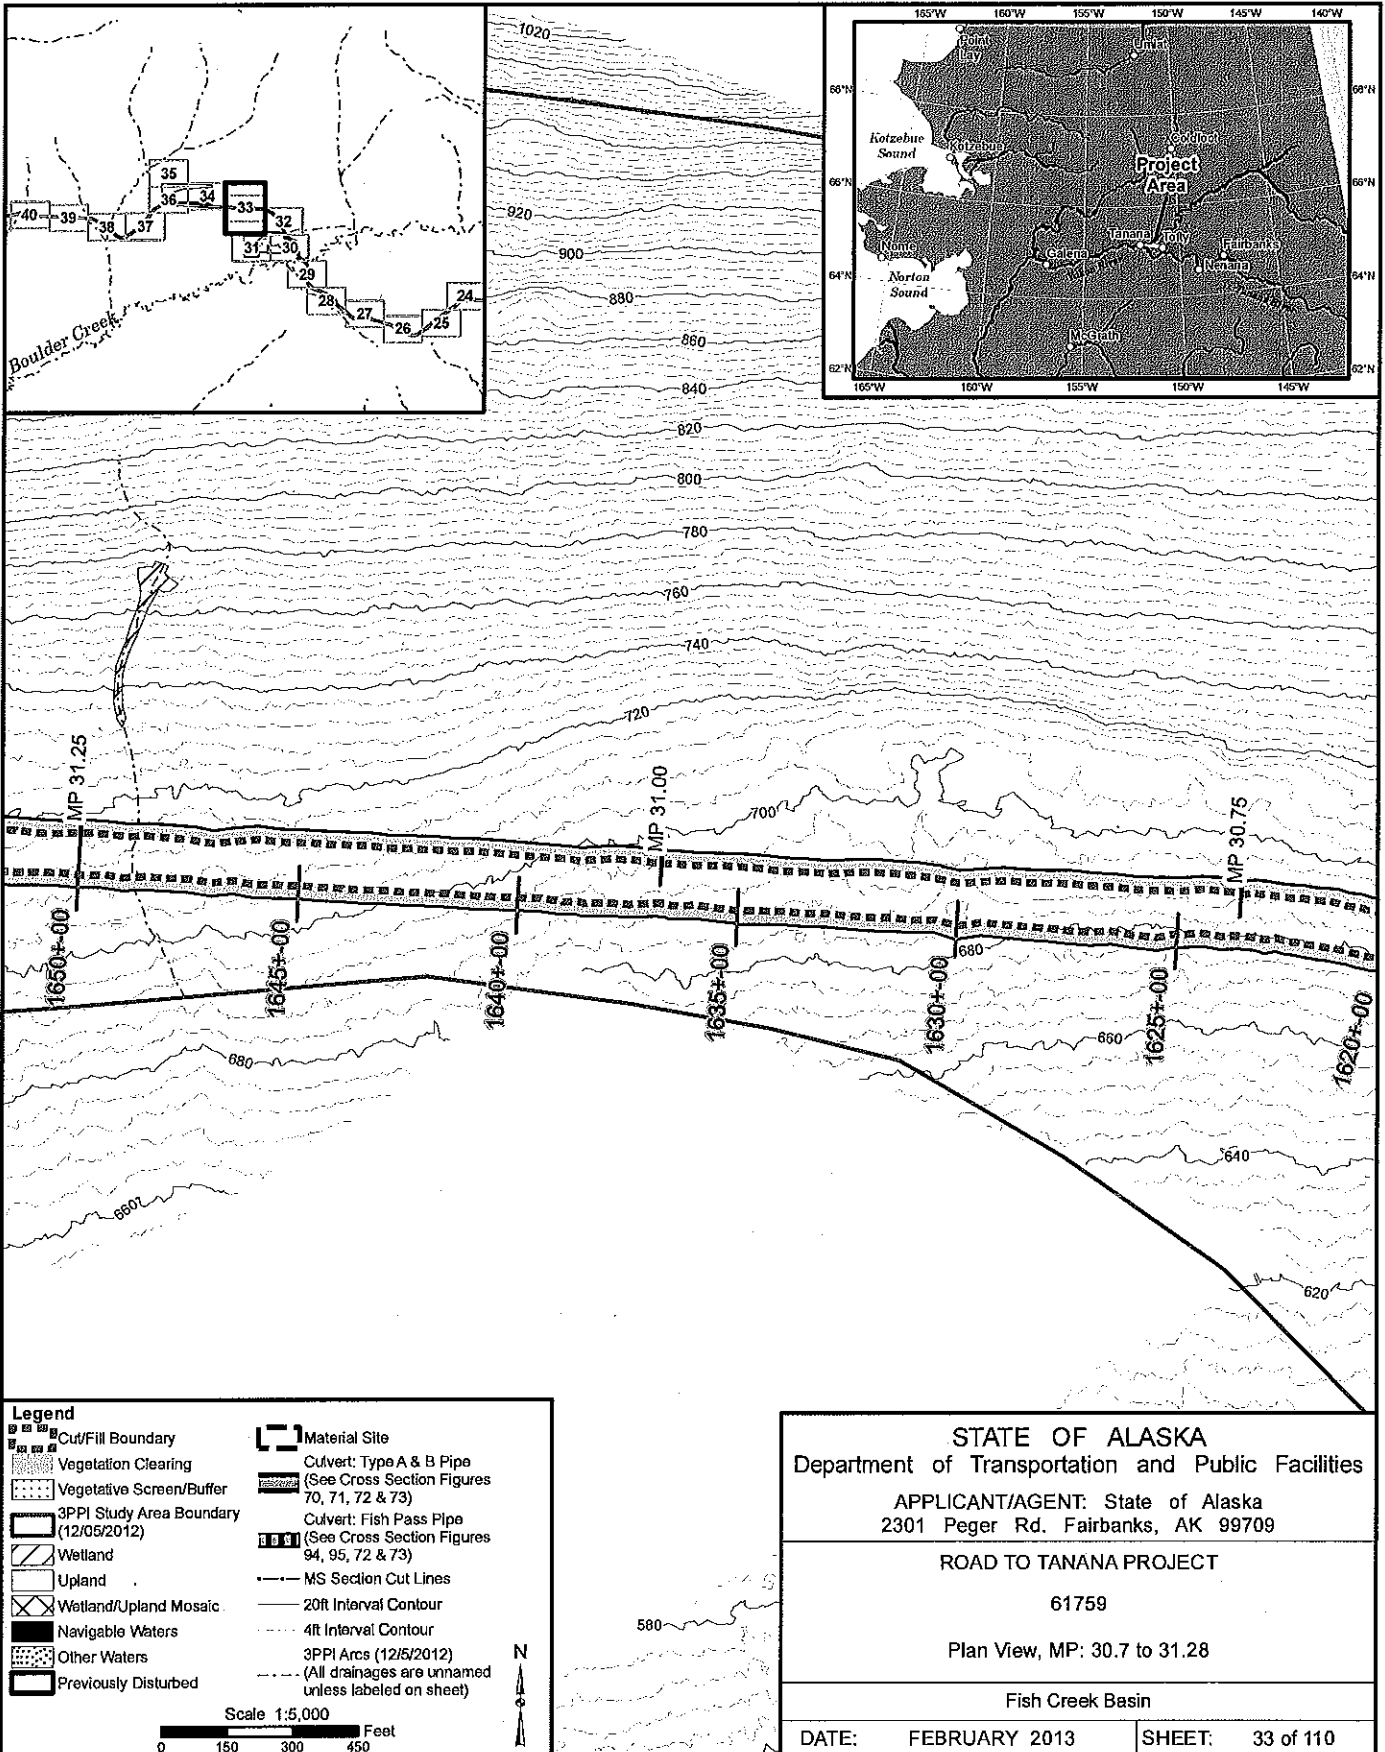 1020
920
900
880
860
840
820
800
780
760
740
720
700
680
660
640
620
580
680
660
35
36
34
33
32
40
39
38
37
31
30
29
28
27
26
25
24
Boulder Creek
165°W 160°W 155°W 150°W 145°W 140°W
68°N 68°N
66°N 66°N
64°N 64°N
62°N 62°N
165°W 160°W 155°W 150°W 145°W
Point Lay
Umiat
Kotzebue Sound
Kotzebue
Coldfoot
Project Area
Nome
Norton Sound
Galena
Tanana
Tofty
Fairbanks
Nenana
McGrath
MP 31.25
MP 31.00
MP 30.75
1650+00
1645+00
1640+00
1635+00
1630+00
1625+00
1620+00
Legend
Cut/Fill Boundary
Vegetation Clearing
Vegetative Screen/Buffer
3PPI Study Area Boundary
(12/05/2012)
Wetland
Upland
Wetland/Upland Mosaic
Navigable Waters
Other Waters
Previously Disturbed
Material Site
Culvert: Type A & B Pipe
(See Cross Section Figures
70, 71, 72 & 73)
Culvert: Fish Pass Pipe
(See Cross Section Figures
94, 95, 72 & 73)
MS Section Cut Lines
20ft Interval Contour
4ft Interval Contour
3PPI Arcs (12/5/2012)
(All drainages are unnamed
unless labeled on sheet)
N
Scale 1:5,000
Feet
0 150 300 450
STATE OF ALASKA
Department of Transportation and Public Facilities
APPLICANT/AGENT: State of Alaska
2301 Peger Rd. Fairbanks, AK 99709
ROAD TO TANANA PROJECT
61759
Plan View, MP: 30.7 to 31.28
Fish Creek Basin
DATE: FEBRUARY 2013 SHEET: 33 of 110